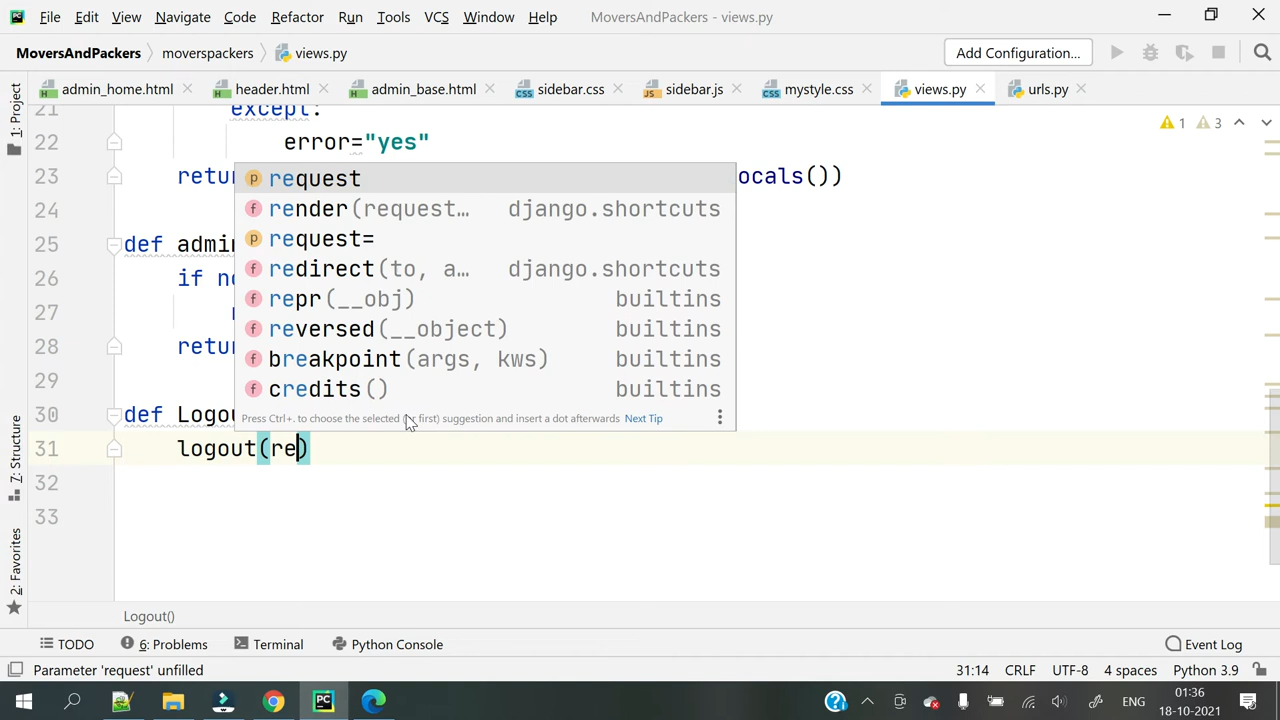 File Edit View Navigate Code Refactor Run Tools VCS Window Help MoversAndPackers - views.py
MoversAndPackers moverspackers views.py Add Configuration...
admin_home.html header.html admin_base.html sidebar.css sidebar.js mystyle.css views.py urls.py
1: Project
7: Structure
2: Favorites
21 except:
1 3
22 error="yes"
23 retur ocals())
24
25 def admin
26 if no
27
28 retur
29
30 def Logou
31 logout(re)
32
33
request
render(request... django.shortcuts
request=
redirect(to, a... django.shortcuts
repr(__obj) builtins
reversed(__object) builtins
breakpoint(args, kws) builtins
credits() builtins
Press Ctrl+. to choose the selected (or first) suggestion and insert a dot afterwards Next Tip
Logout()
TODO 6: Problems Terminal Python Console Event Log
Parameter 'request' unfilled 31:14 CRLF UTF-8 4 spaces Python 3.9
ENG 01:36
18-10-2021